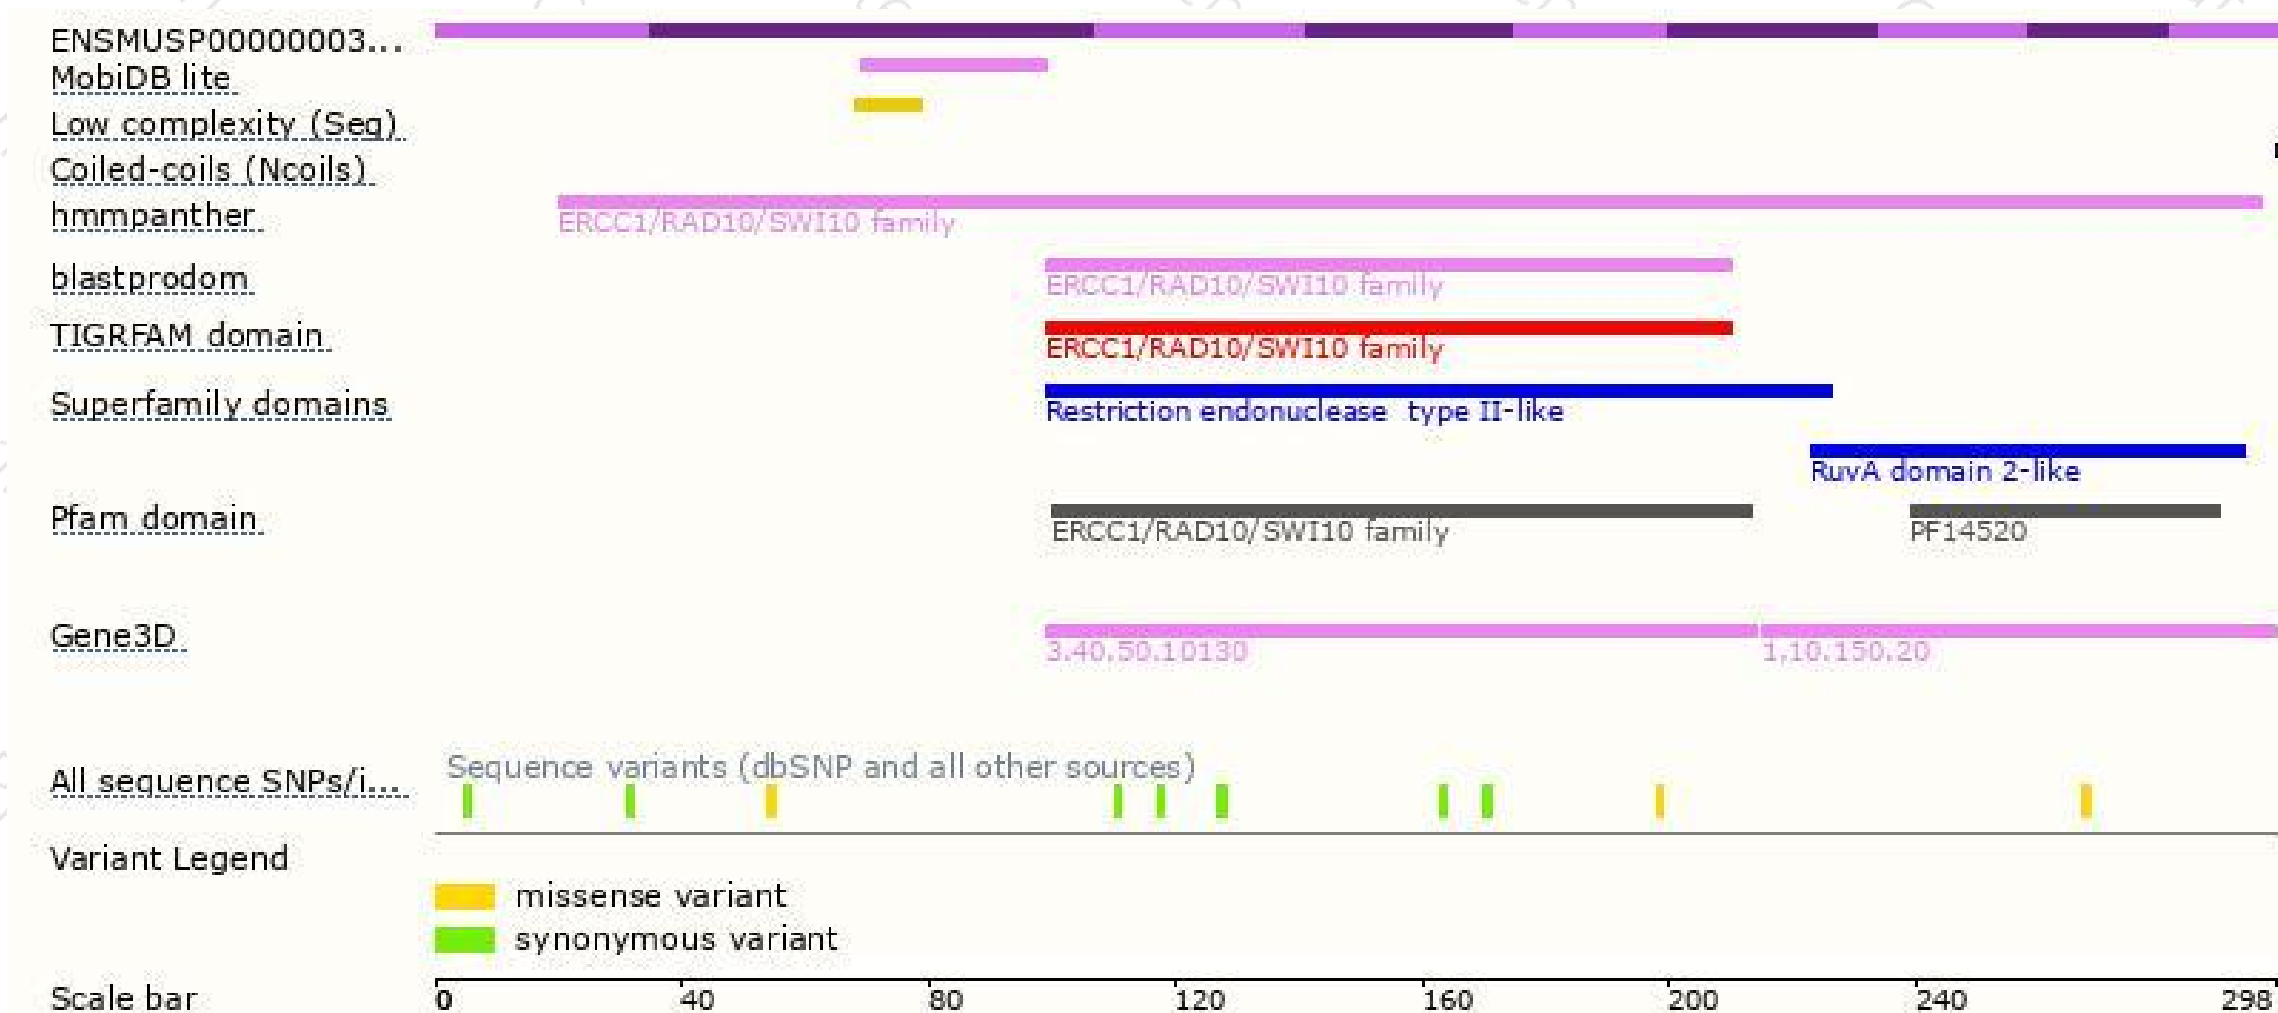 ENSMUSP00000003...
MobiDB lite
Low complexity (Seg)
Coiled-coils (Ncoils)
hmmpanther
ERCC1/RAD10/SWI10 family
blastprodom
ERCC1/RAD10/SWI10 family
TIGRFAM domain
ERCC1/RAD10/SWI10 family
Superfamily domains
Restriction endonuclease type II-like
RuvA domain 2-like
Pfam domain
ERCC1/RAD10/SWI10 family
PF14520
Gene3D
3.40.50.10130
1.10.150.20
Sequence variants (dbSNP and all other sources)
All sequence SNPs/i...
Variant Legend
missense variant
synonymous variant
Scale bar
0 40 80 120 160 200 240 298